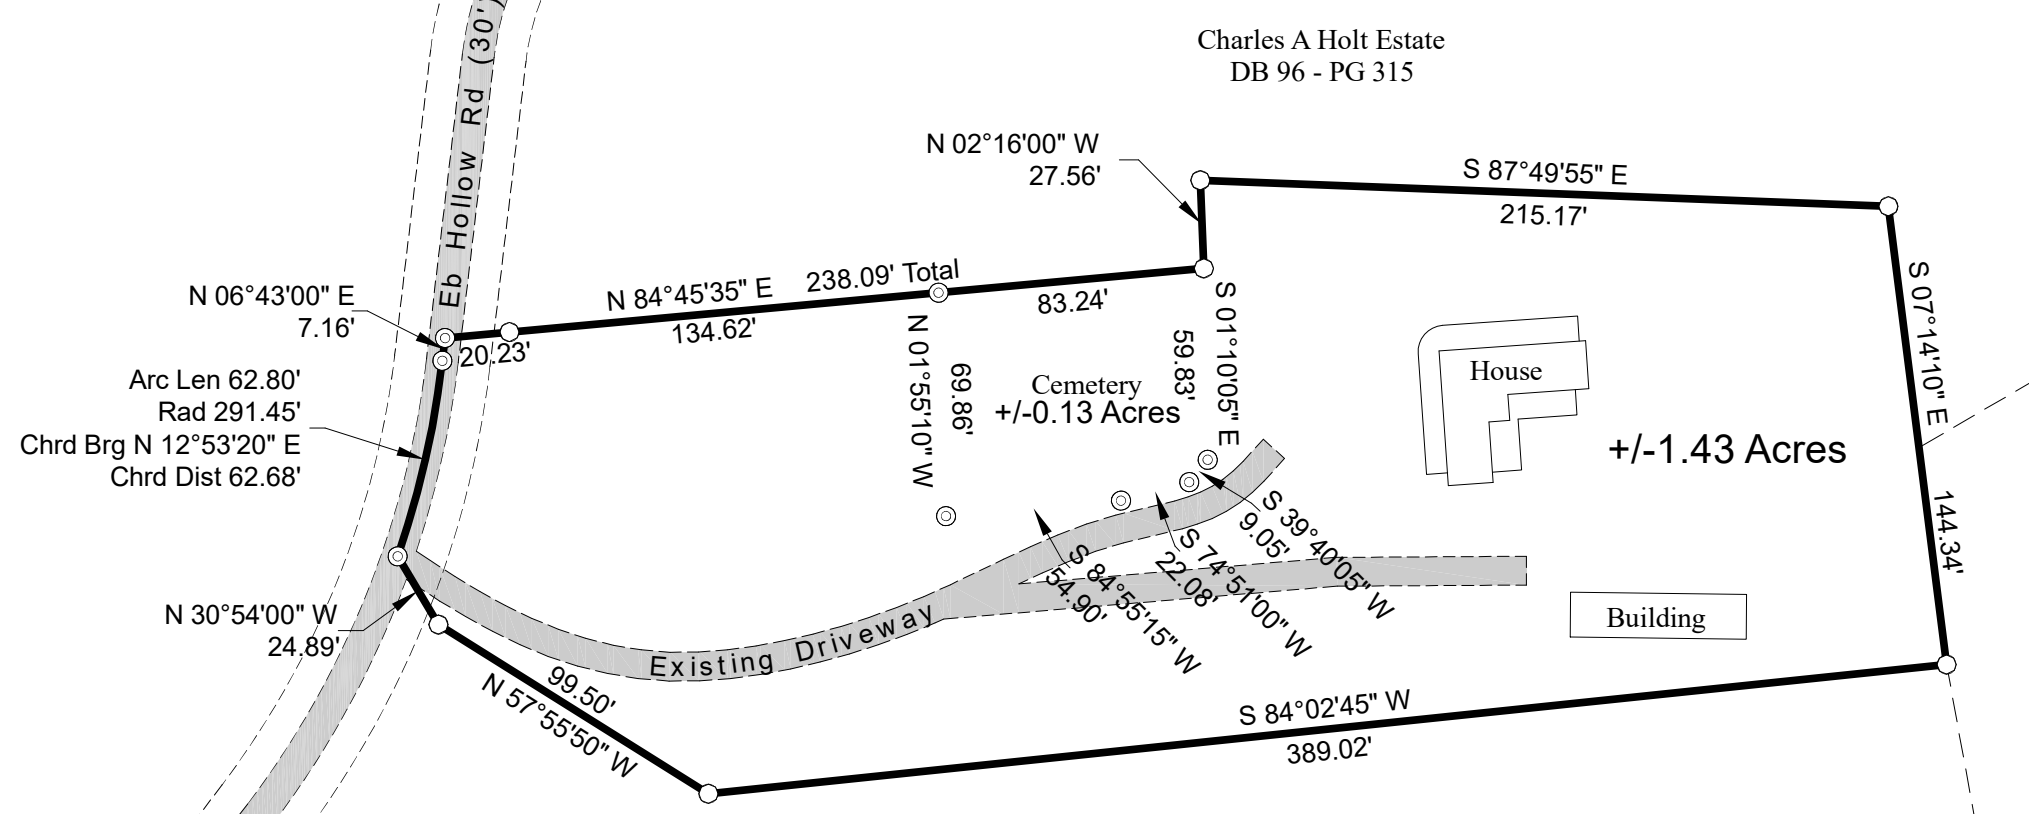 Charles A Holt Estate
DB 96 - PG 315
Eb Hollow Rd (30')
N 02°16'00" W
27.56'
S 87°49'55" E
215.17'
N 06°43'00" E
7.16'
N 84°45'35" E
238.09' Total
20.23'
134.62'
83.24'
Arc Len 62.80'
Rad 291.45'
Chrd Brg N 12°53'20" E
Chrd Dist 62.68'
N 01°55'10" W
69.86'
Cemetery
+/-0.13 Acres
59.83'
S 01°10'05" E
House
+/-1.43 Acres
S 07°14'10" E
144.34'
S 39°40'05" W
9.05'
S 74°51'00" W
22.08'
S 84°55'15" W
54.90'
N 30°54'00" W
24.89'
Existing Driveway
Building
99.50'
N 57°55'50" W
S 84°02'45" W
389.02'